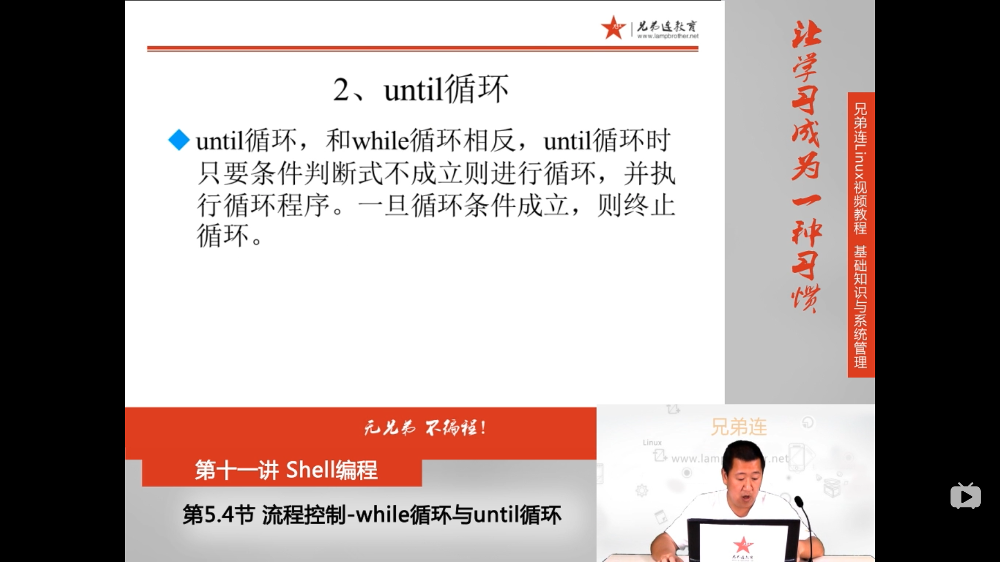 兄弟连教育
www.lampbrother.net
2、until循环
until循环，和while循环相反，until循环时
只要条件判断式不成立则进行循环，并执
行循环程序。一旦循环条件成立，则终止
循环。
让学习成为一种习惯
兄弟连Linux视频教程 基础知识与系统管理
无兄弟 不编程！
第十一讲 Shell编程
第5.4节 流程控制-while循环与until循环
兄弟连
Linux